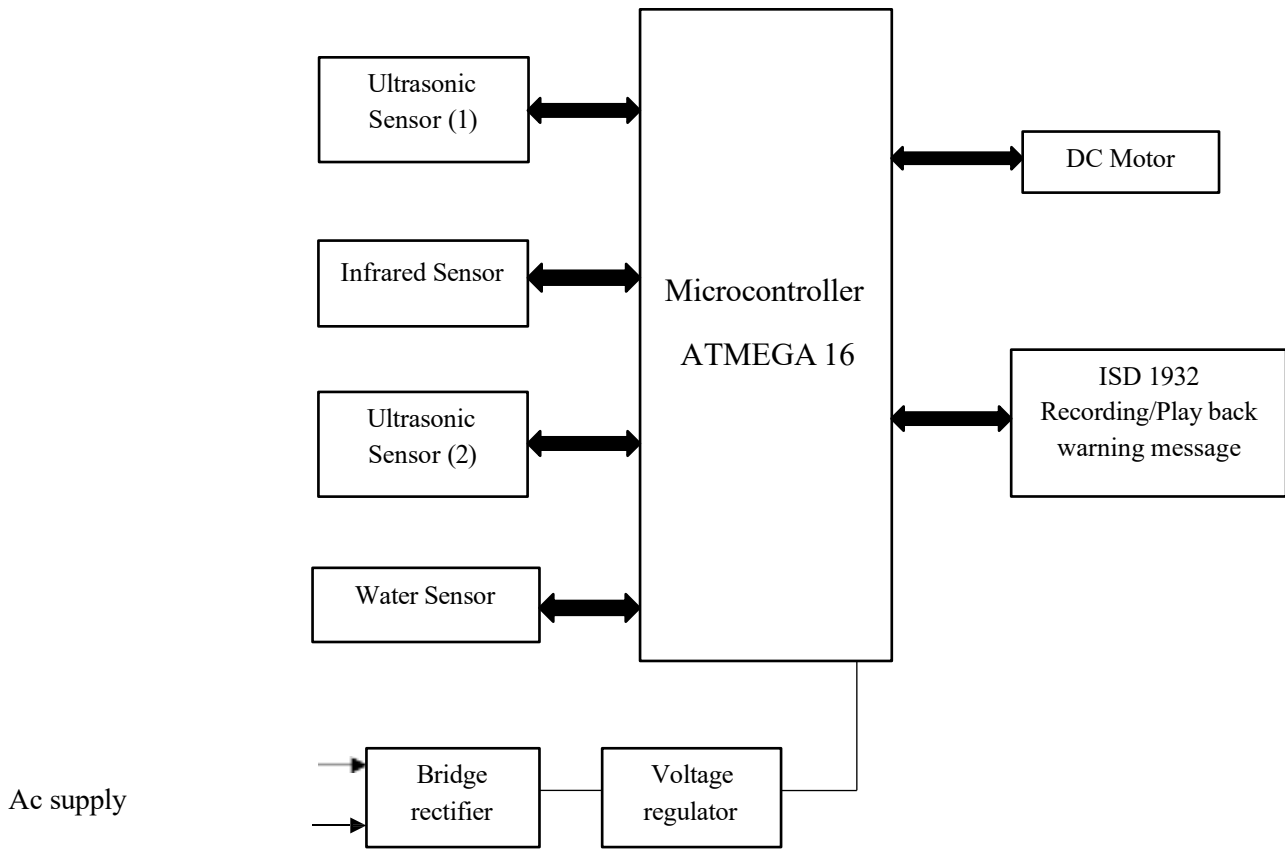 Ultrasonic
Sensor (1)
DC Motor
Infrared Sensor
Microcontroller
ATMEGA 16
ISD 1932
Recording/Play back
warning message
Ultrasonic
Sensor (2)
Water Sensor
Ac supply
Bridge
rectifier
Voltage
regulator